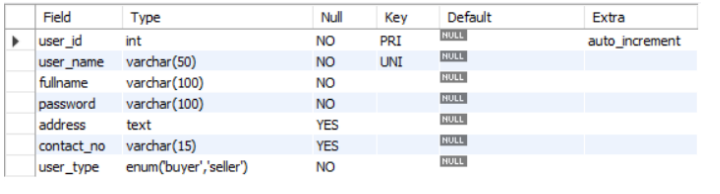 Field Type Null Key Default Extra
user_id int NO PRI NULL auto_increment
user_name varchar(50) NO UNI NULL
fullname varchar(100) NO NULL
password varchar(100) NO NULL
address text YES NULL
contact_no varchar(15) YES NULL
user_type enum('buyer','seller') NO NULL